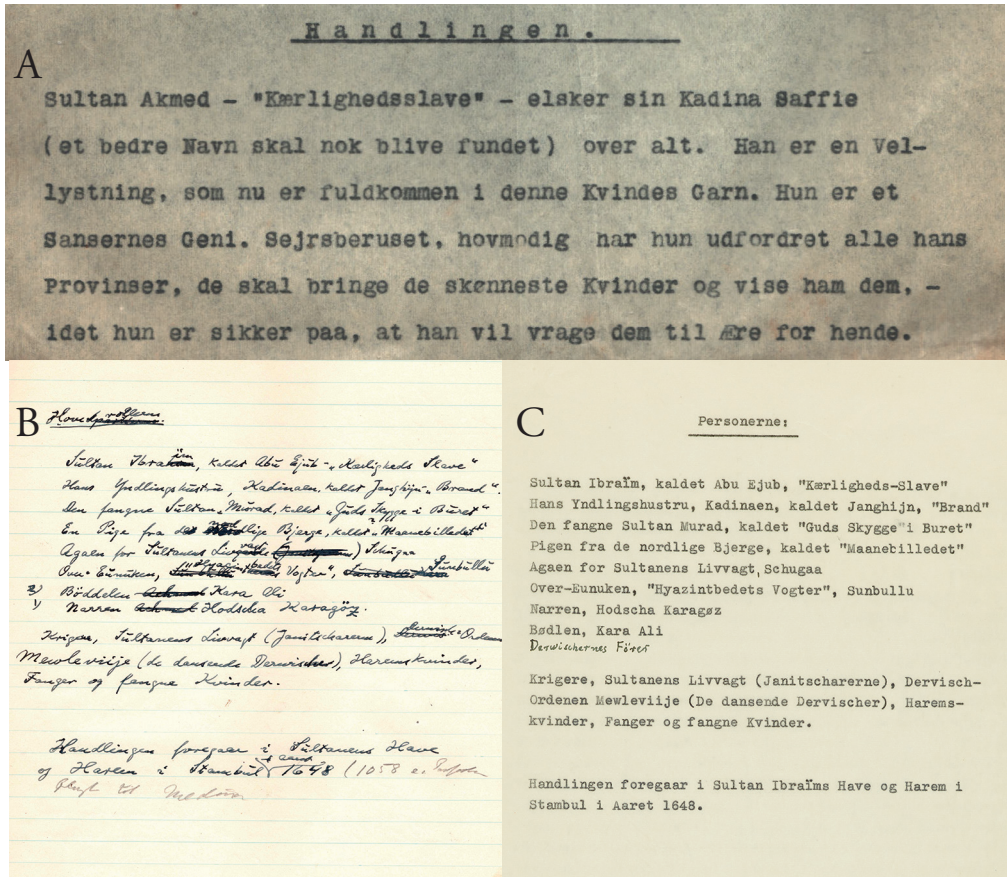 Handlingen.
A
Sultan Akmed - "Kærlighedsslave" - elsker sin Kadina Saffie
(et bedre Navn skal nok blive fundet) over alt. Han er en Vel-
lystning, som nu er fuldkommen i denne Kvindes Garn. Hun er et
Sansernes Geni. Sejrsberuset, hovmodig har hun udfordret alle hans
Provinser, de skal bringe de skønneste Kvinder og vise ham dem, -
idet hun er sikker paa, at han vil vrage dem til Ære for hende.
B
Sultan Ibraïm, kaldet Abu Ejub - "Kærligheds Slave"
Hans Yndlingshustru, Kadinaen, kaldet Janghijn "Brand".
Den fangne Sultan Murad, kaldet "Guds Skygge i Buret"
En Pige fra de nordlige Bjerge, kaldet "Maanebilledet"
Agaen for Sultanens Livvagt Schugaa
Over-Eunuken, "Hyazintbedets Vogter", Sunbullu
2) Bøddelen Kara Ali
1) Narren Hodscha Karagöz.
Krigere, Sultanens Livvagt (Janitscharerne), Dervisch-Ordenen
Mewleviije (de dansende Derwischer), Haremskvinder,
Fanger og fangne Kvinder.
Handlingen foregaar i Sultanens Have
og Harem i Stambul i Aaret 1648 (1058
C
Personerne:
Sultan Ibraïm, kaldet Abu Ejub, "Kærligheds-Slave"
Hans Yndlingshustru, Kadinaen, kaldet Janghijn, "Brand"
Den fangne Sultan Murad, kaldet "Guds Skygge i Buret"
Pigen fra de nordlige Bjerge, kaldet "Maanebilledet"
Agaen for Sultanens Livvagt, Schugaa
Over-Eunuken, "Hyazintbedets Vogter", Sunbullu
Narren, Hodscha Karagøz
Bødlen, Kara Ali
Derwischernes Förer
Krigere, Sultanens Livvagt (Janitscharerne), Dervisch-
Ordenen Mewleviije (De dansende Dervischer), Harems-
kvinder, Fanger og fangne Kvinder.
Handlingen foregaar i Sultan Ibraïms Have og Harem i
Stambul i Aaret 1648.